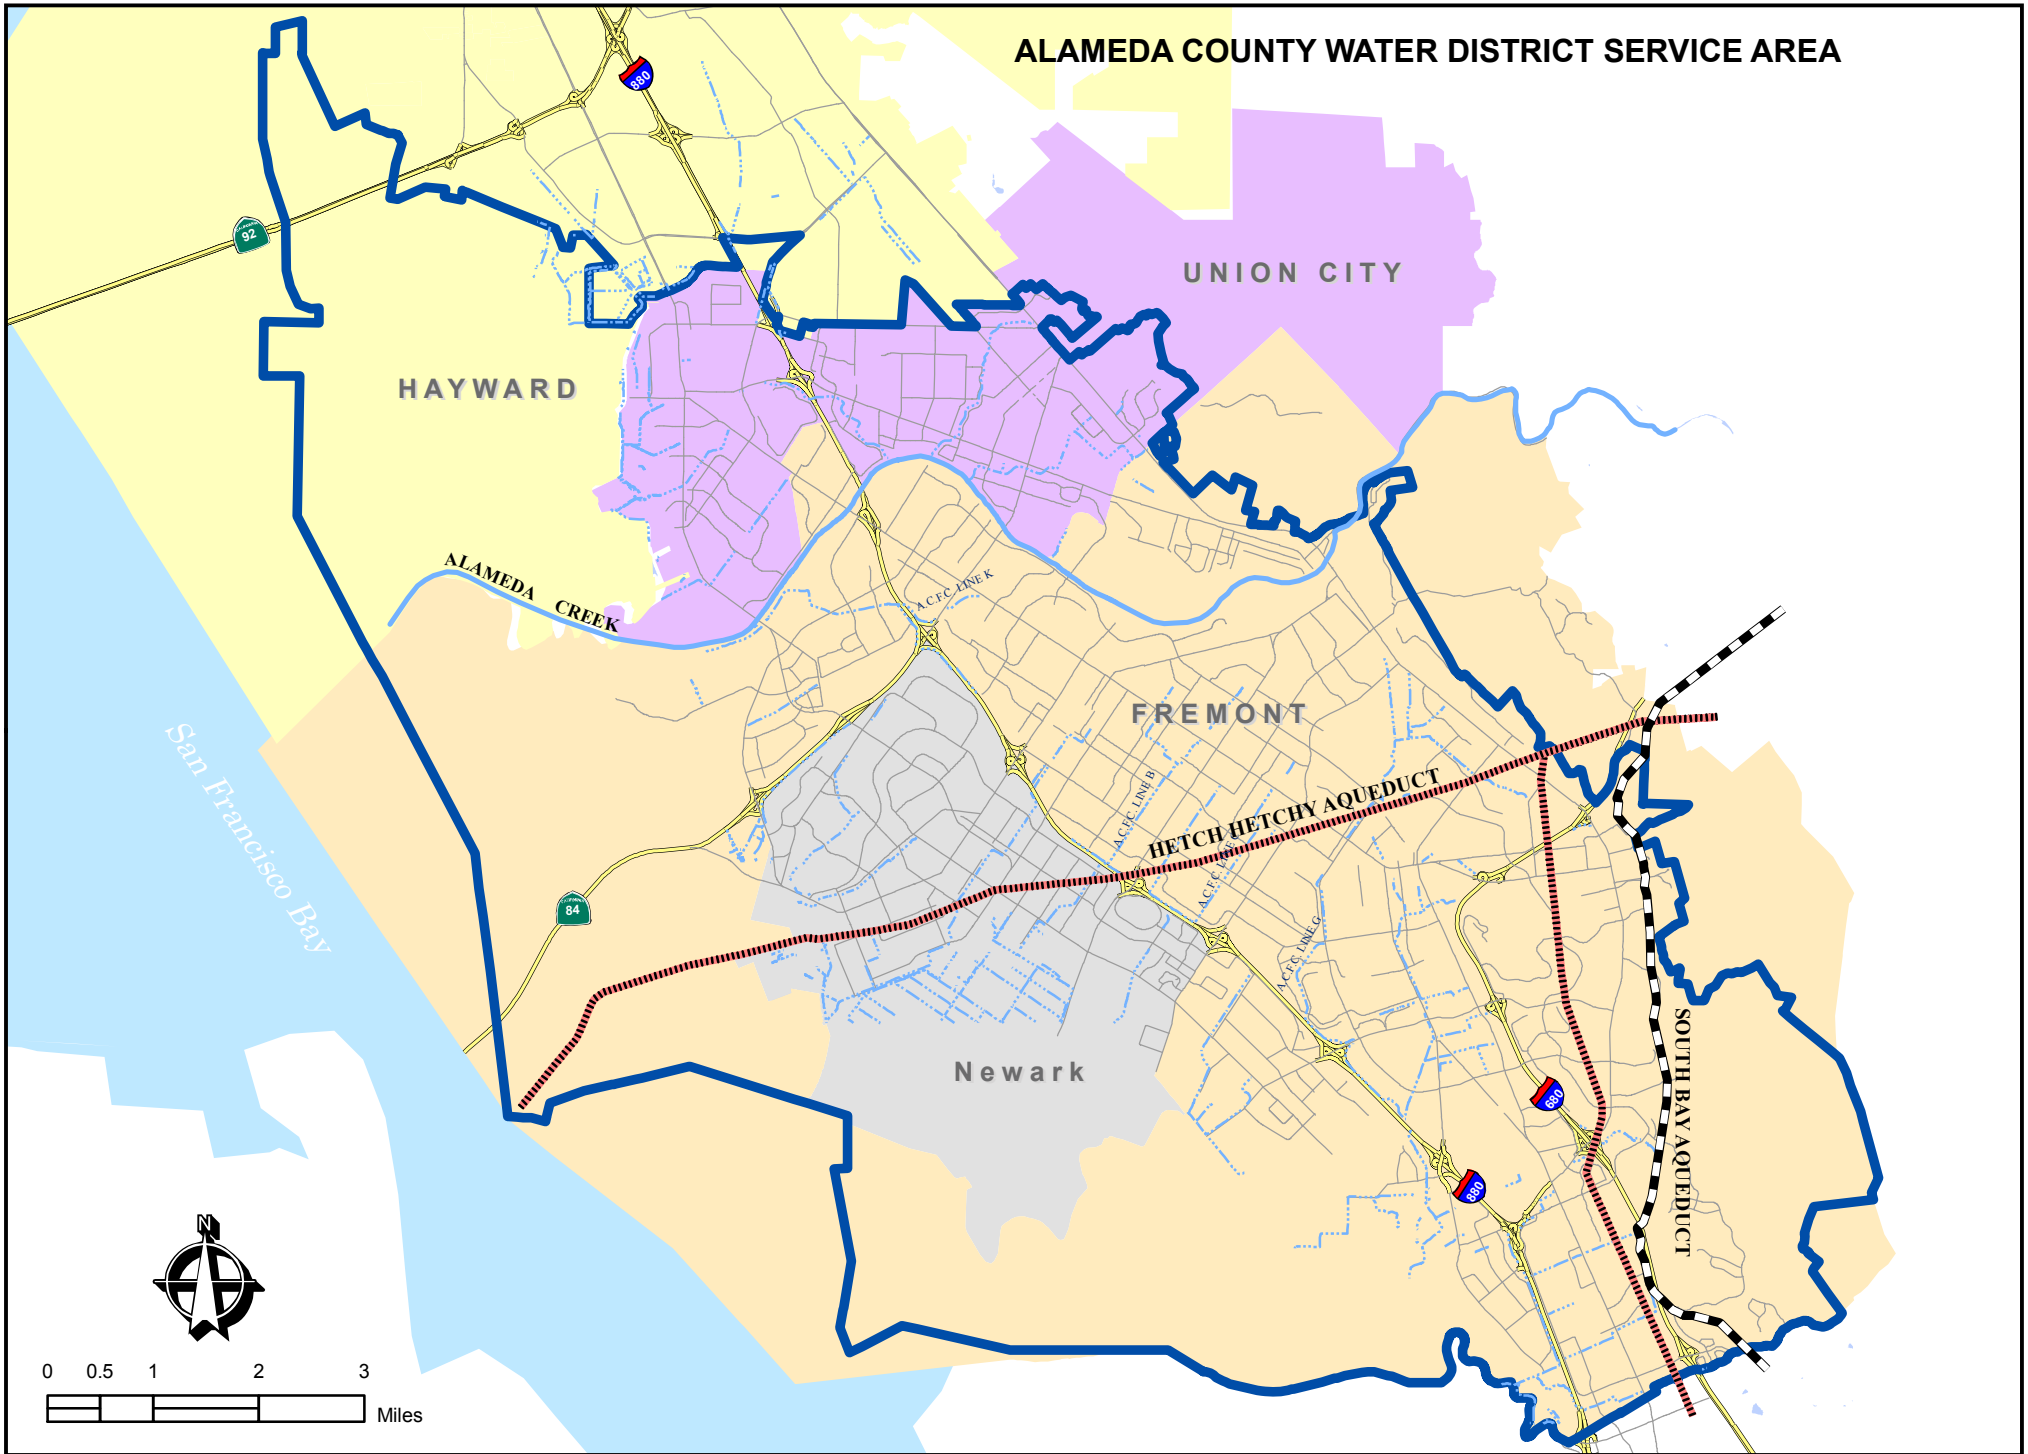 ALAMEDA COUNTY WATER DISTRICT SERVICE AREA
880
92
UNION CITY
HAYWARD
ALAMEDA CREEK
A.C.F.C. LINE K
FREMONT
San Francisco Bay
A.C.F.C. LINE B
HETCH HETCHY AQUEDUCT
A.C.F.C. LINE
84
A.C.F.C. LINE G
SOUTH BAY AQUEDUCT
Newark
680
880
N
0 0.5 1 2 3
Miles